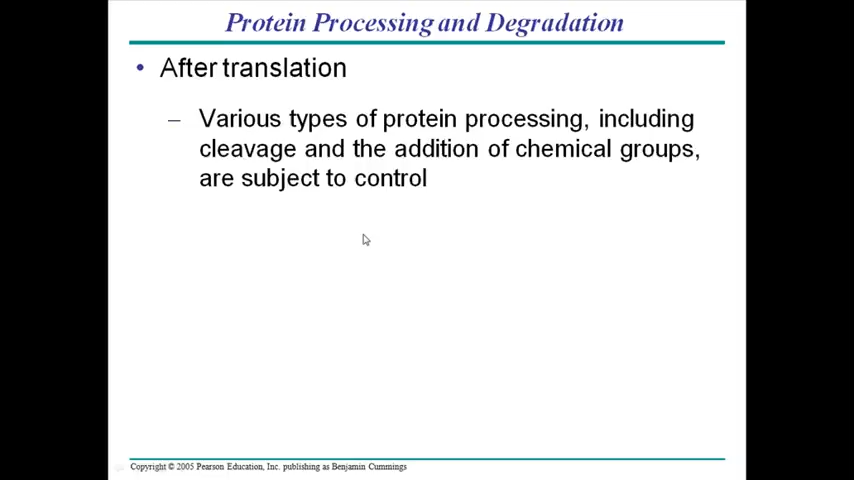 Protein Processing and Degradation
• After translation
– Various types of protein processing, including
cleavage and the addition of chemical groups,
are subject to control
Copyright © 2005 Pearson Education, Inc. publishing as Benjamin Cummings